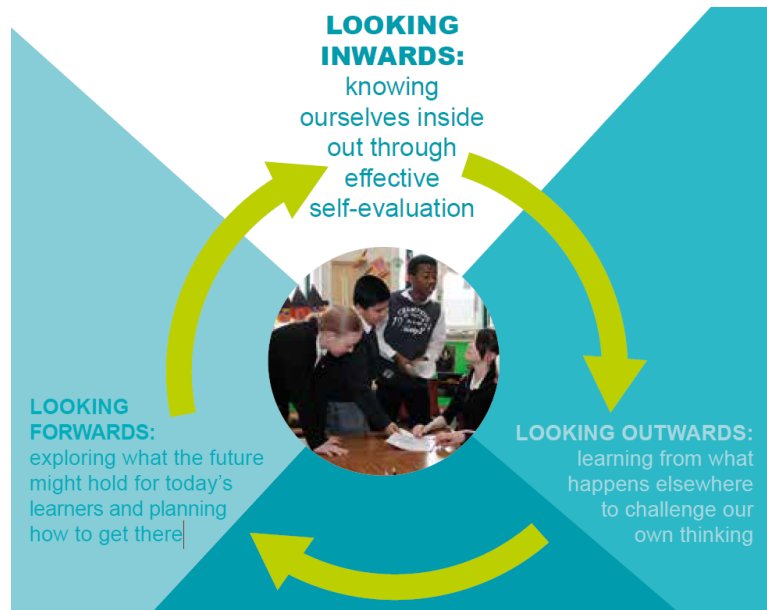 LOOKING
INWARDS:
knowing
ourselves inside
out through
effective
self-evaluation
LOOKING OUTWARDS:
learning from what
happens elsewhere
to challenge our
own thinking
LOOKING
FORWARDS:
exploring what the future
might hold for today's
learners and planning
how to get there